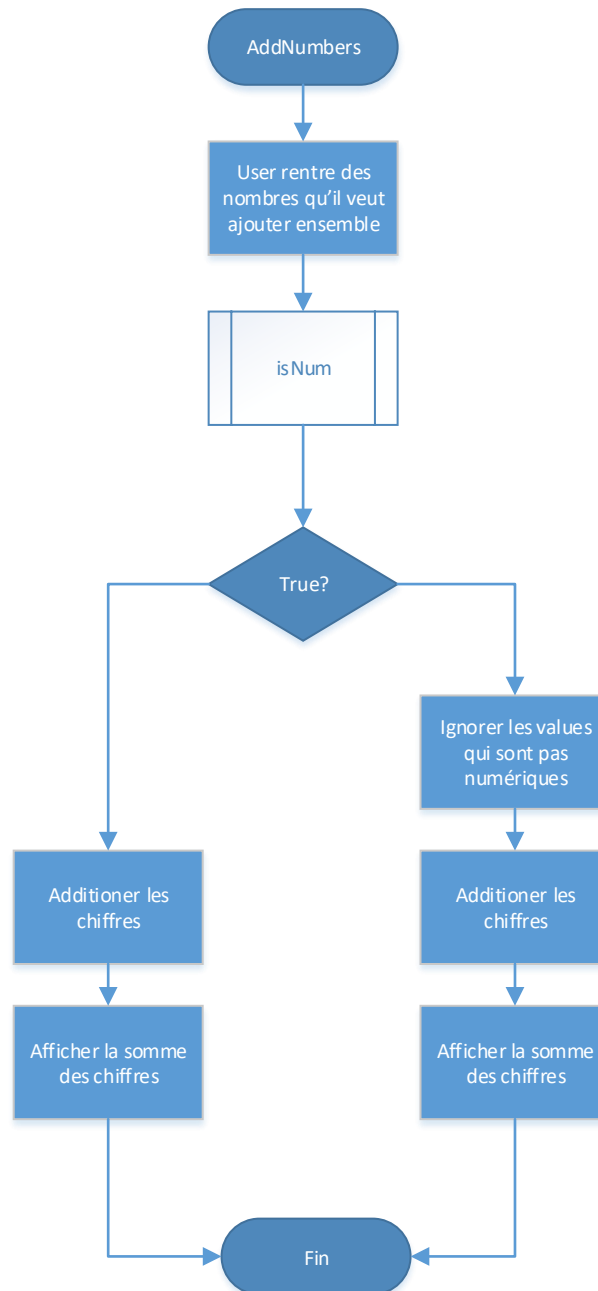 AddNumbers
User rentre des
nombres qu'il veut
ajouter ensemble
isNum
True?
Ignorer les values
qui sont pas
numériques
Additioner les
chiffres
Additioner les
chiffres
Afficher la somme
des chiffres
Afficher la somme
des chiffres
Fin